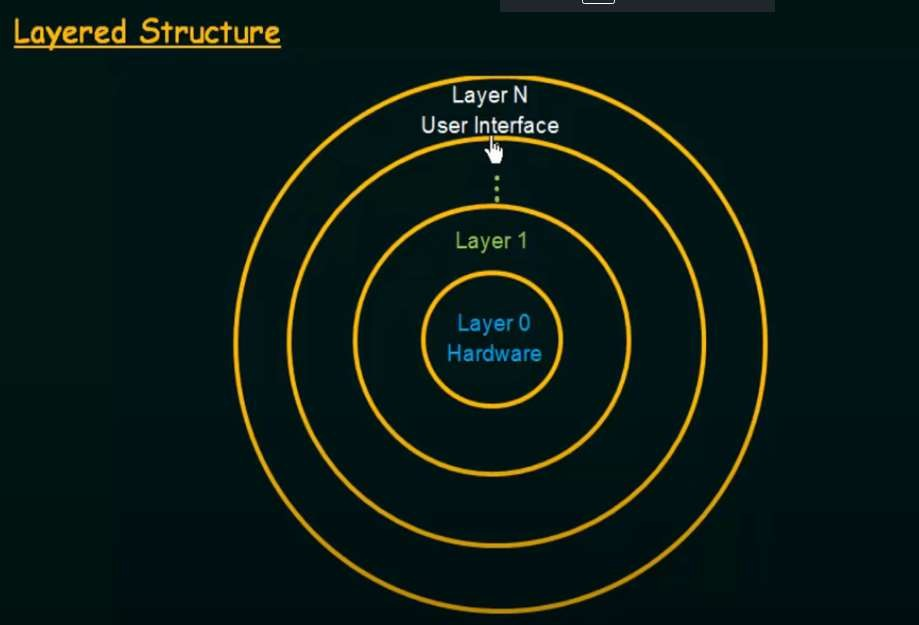 Layered Structure
Layer N
User Interface
Layer 1
Layer 0
Hardware